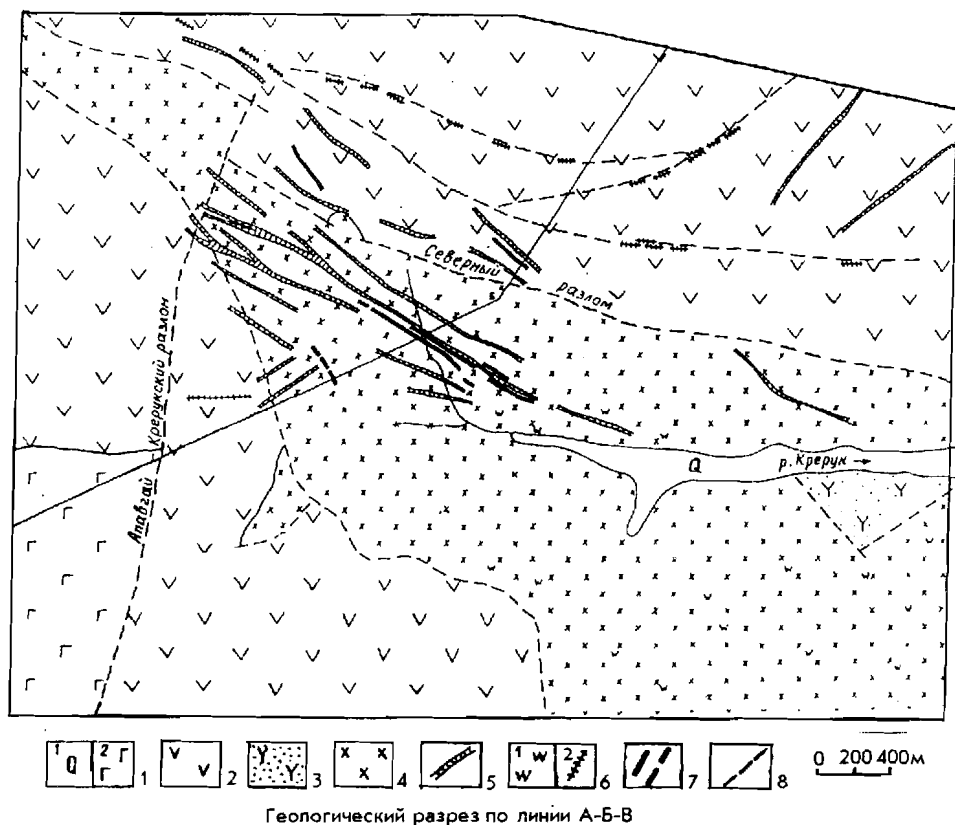 Северный
разлом
Апавгай Крерукский разлом
Q
р. Крерук →
1 Q 2 Г Г 1
V V 2
Y Y 3
x x x 4
5
1 W W 2 6
7
8
0 200 400м
Геологический разрез по линии А-Б-В